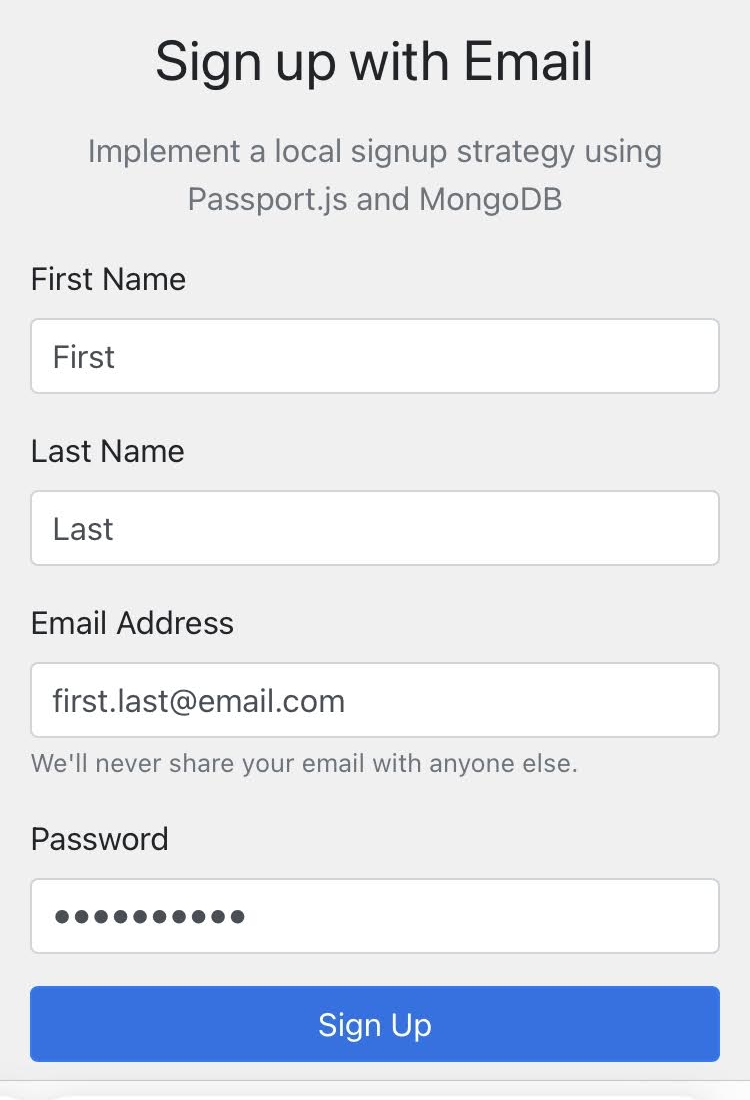 Sign up with Email
Implement a local signup strategy using
Passport.js and MongoDB
First Name
First
Last Name
Last
Email Address
first.last@email.com
We'll never share your email with anyone else.
Password
••••••••••
Sign Up